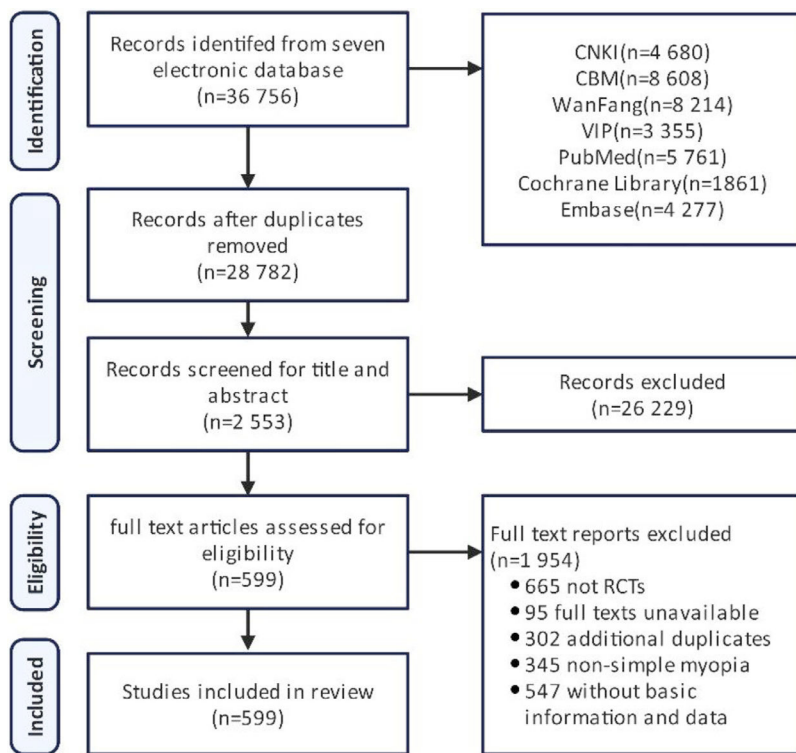 Identification
Records identifed from seven
electronic database
(n=36 756)
CNKI(n=4 680)
CBM(n=8 608)
WanFang(n=8 214)
VIP(n=3 355)
PubMed(n=5 761)
Cochrane Library(n=1861)
Embase(n=4 277)
Screening
Records after duplicates
removed
(n=28 782)
Records screened for title and
abstract
(n=2 553)
Records excluded
(n=26 229)
Eligibility
full text articles assessed for
eligibility
(n=599)
Full text reports excluded
(n=1 954)
• 665 not RCTs
• 95 full texts unavailable
• 302 additional duplicates
• 345 non-simple myopia
• 547 without basic
information and data
Included
Studies included in review
(n=599)